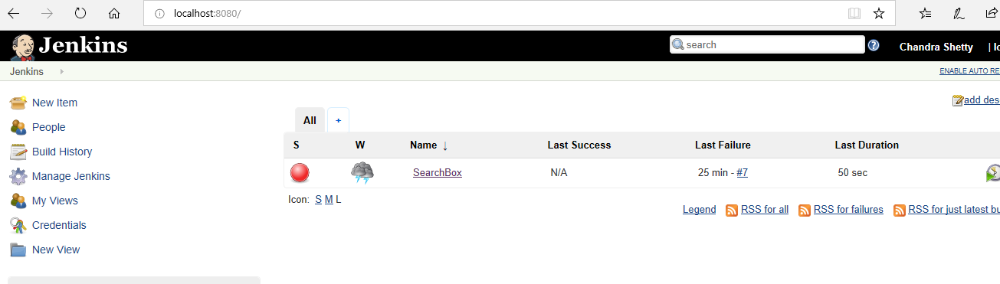 localhost:8080/
Jenkins
search
Chandra Shetty
Jenkins
ENABLE AUTO RE
New Item
People
Build History
Manage Jenkins
My Views
Credentials
New View
add des
All +
S W Name ↓ Last Success Last Failure Last Duration
SearchBox N/A 25 min - #7 50 sec
Icon: S M L
Legend RSS for all RSS for failures RSS for just latest bu